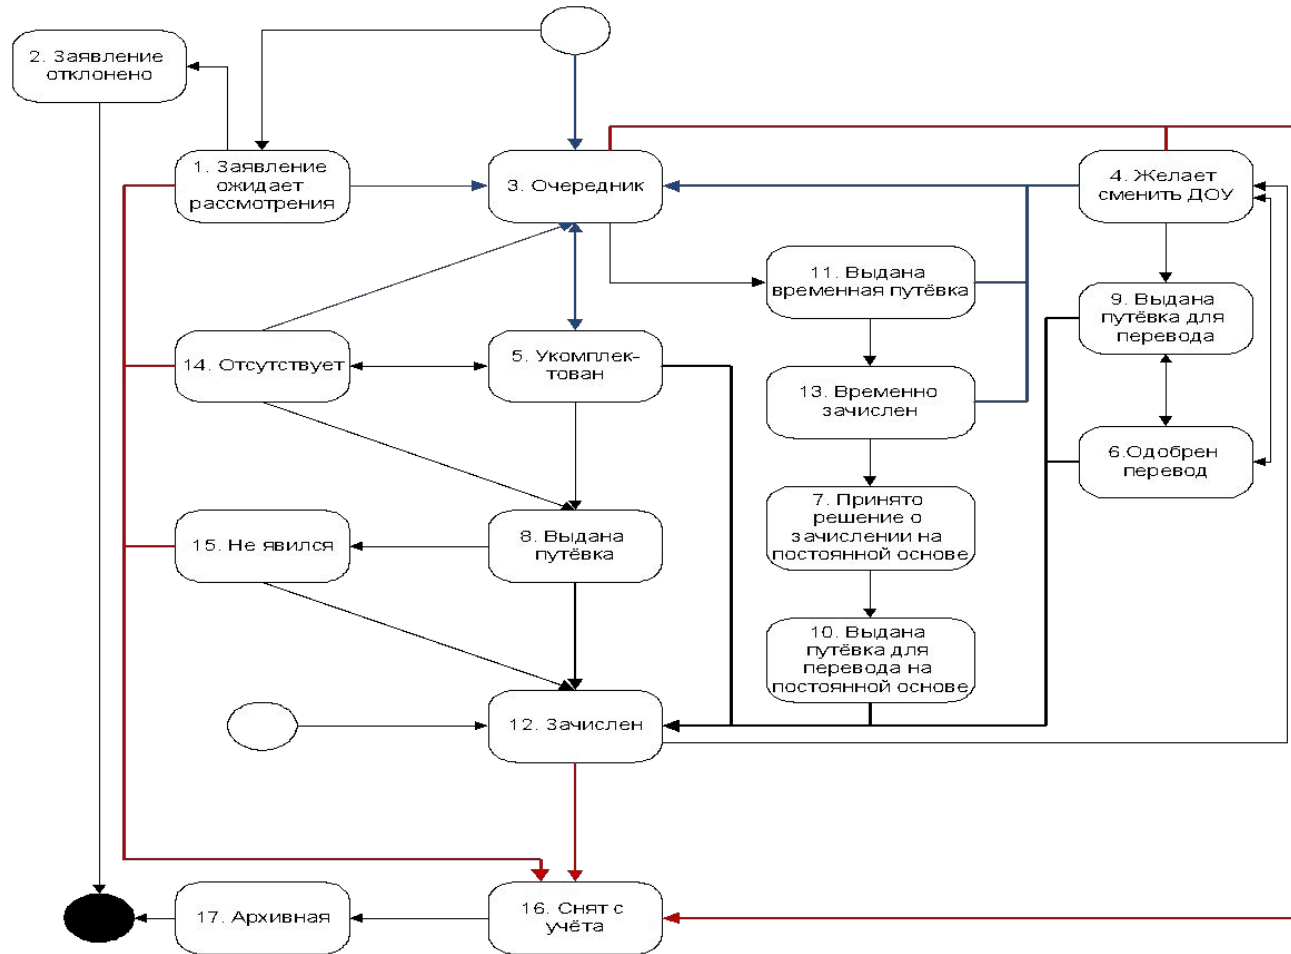 2. Заявление
отклонено
1. Заявление
ожидает
рассмотрения
3. Очередник
4. Желает
сменить ДОУ
11. Выдана
временная путёвка
9. Выдана
путёвка для
перевода
14. Отсутствует
5. Укомплек-
тован
13. Временно
зачислен
6.Одобрен
перевод
15. Не явился
8. Выдана
путёвка
7. Принято
решение о
зачислении на
постоянной основе
10. Выдана
путёвка для
перевода на
постоянной основе
12. Зачислен
17. Архивная
16. Снят с
учёта